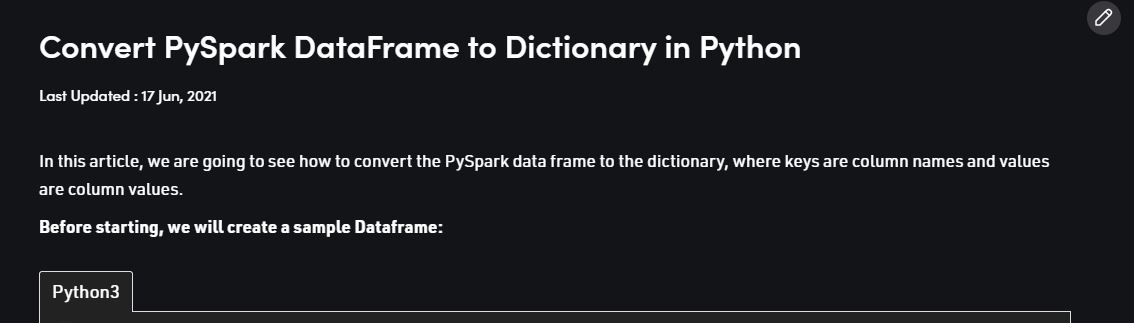 Convert PySpark DataFrame to Dictionary in Python
Last Updated : 17 Jun, 2021
In this article, we are going to see how to convert the PySpark data frame to the dictionary, where keys are column names and values
are column values.
Before starting, we will create a sample Dataframe:
Python3